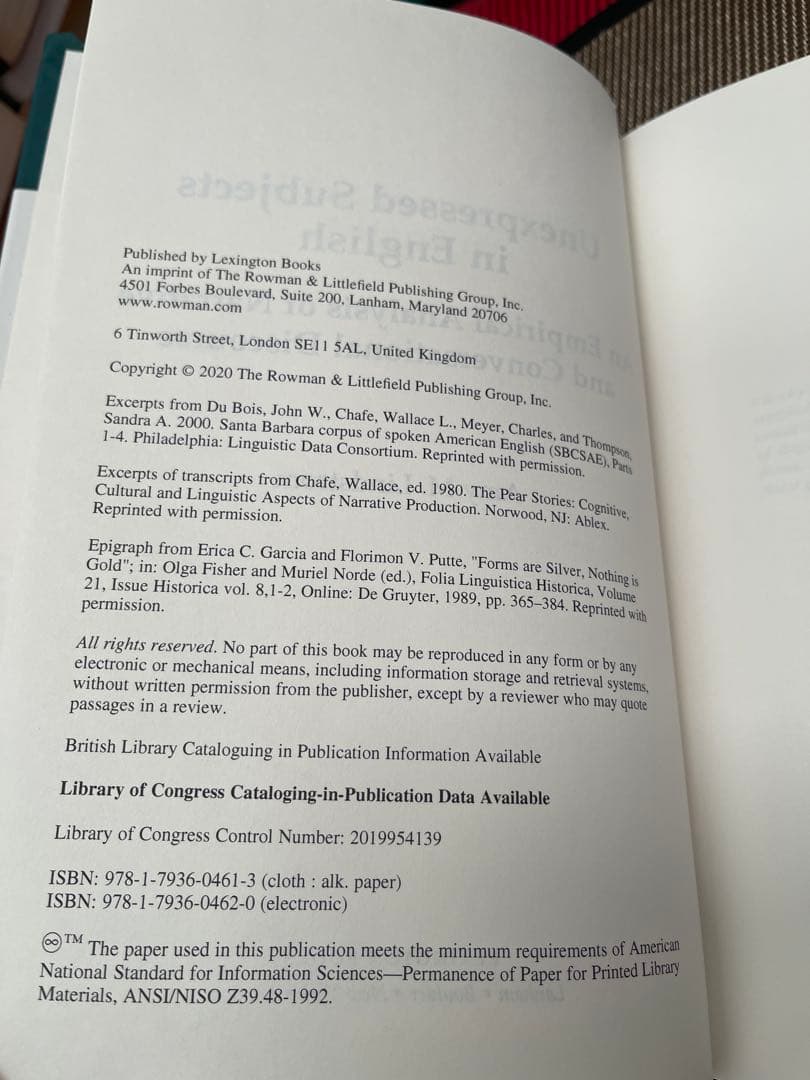 Published by Lexington Books
An imprint of The Rowman & Littlefield Publishing Group, Inc.
4501 Forbes Boulevard, Suite 200, Lanham, Maryland 20706
www.rowman.com
6 Tinworth Street, London SE11 5AL, United Kingdom
Copyright © 2020 The Rowman & Littlefield Publishing Group, Inc.
Excerpts from Du Bois, John W., Chafe, Wallace L., Meyer, Charles, and Thompson,
Sandra A. 2000. Santa Barbara corpus of spoken American English (SBCSAE), Parts
1-4. Philadelphia: Linguistic Data Consortium. Reprinted with permission.
Excerpts of transcripts from Chafe, Wallace, ed. 1980. The Pear Stories: Cognitive,
Cultural and Linguistic Aspects of Narrative Production. Norwood, NJ: Ablex.
Reprinted with permission.
Epigraph from Erica C. Garcia and Florimon V. Putte, "Forms are Silver, Nothing is
Gold"; in: Olga Fisher and Muriel Norde (ed.), Folia Linguistica Historica, Volume
21, Issue Historica vol. 8,1-2, Online: De Gruyter, 1989, pp. 365–384. Reprinted with
permission.
All rights reserved. No part of this book may be reproduced in any form or by any
electronic or mechanical means, including information storage and retrieval systems,
without written permission from the publisher, except by a reviewer who may quote
passages in a review.
British Library Cataloguing in Publication Information Available
Library of Congress Cataloging-in-Publication Data Available
Library of Congress Control Number: 2019954139
ISBN: 978-1-7936-0461-3 (cloth : alk. paper)
ISBN: 978-1-7936-0462-0 (electronic)
♾™ The paper used in this publication meets the minimum requirements of American
National Standard for Information Sciences—Permanence of Paper for Printed Library
Materials, ANSI/NISO Z39.48-1992.